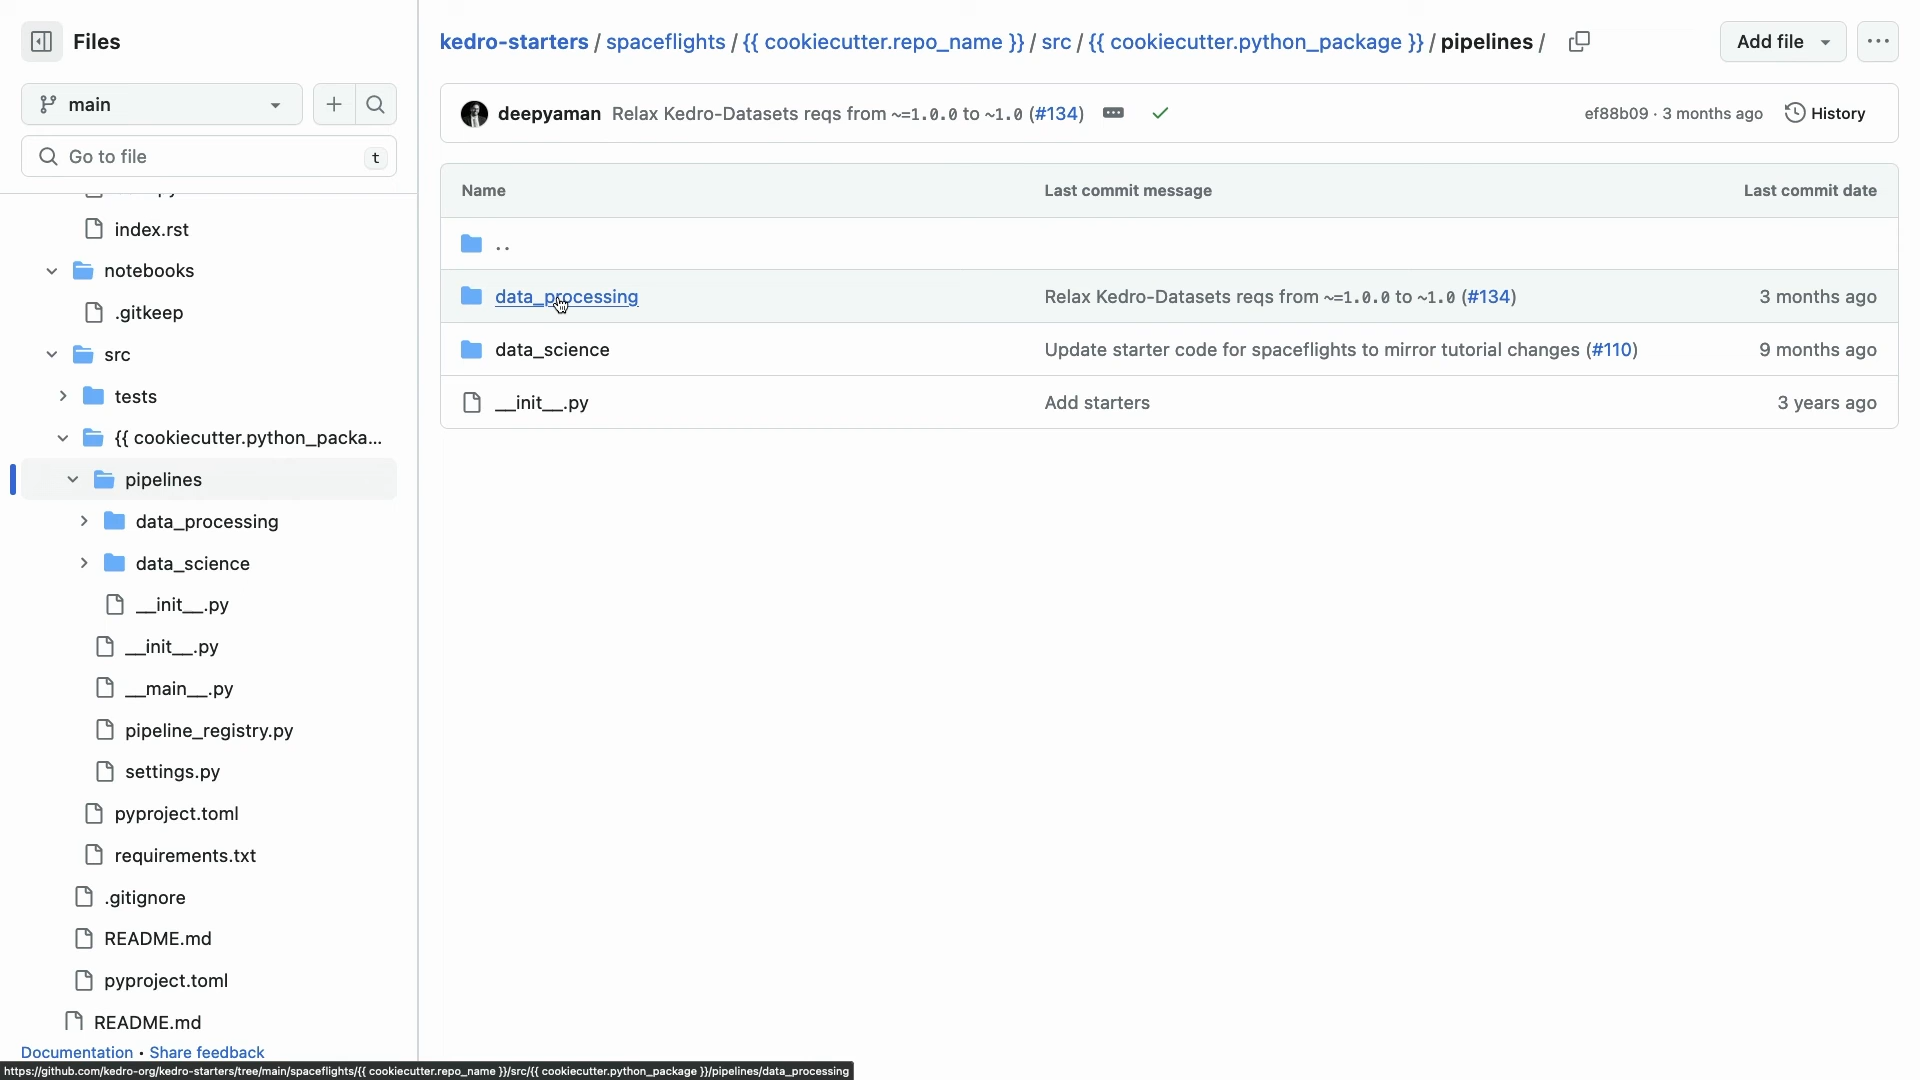 Files
main
Go to file
t
index.rst
notebooks
.gitkeep
src
tests
{{ cookiecutter.python_packa...
pipelines
data_processing
data_science
__init__.py
__init__.py
__main__.py
pipeline_registry.py
settings.py
pyproject.toml
requirements.txt
.gitignore
README.md
pyproject.toml
README.md
Documentation • Share feedback
kedro-starters / spaceflights / {{ cookiecutter.repo_name }} / src / {{ cookiecutter.python_package }} / pipelines /
Add file
deepyaman Relax Kedro-Datasets reqs from ~=1.0.0 to ~1.0 (#134)
ef88b09 · 3 months ago
History
Name Last commit message Last commit date
..
data_processing Relax Kedro-Datasets reqs from ~=1.0.0 to ~1.0 (#134) 3 months ago
data_science Update starter code for spaceflights to mirror tutorial changes (#110) 9 months ago
__init__.py Add starters 3 years ago
https://github.com/kedro-org/kedro-starters/tree/main/spaceflights/{{ cookiecutter.repo_name }}/src/{{ cookiecutter.python_package }}/pipelines/data_processing